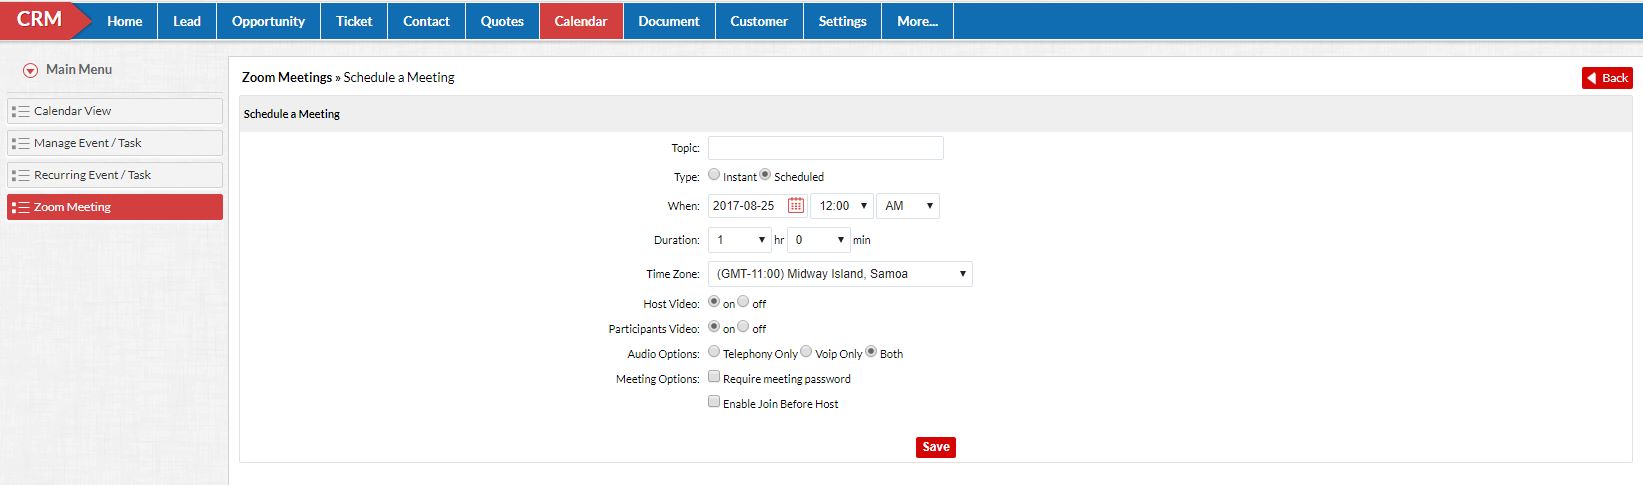 CRM Home Lead Opportunity Ticket Contact Quotes Calendar Document Customer Settings More...
Main Menu
Calendar View
Manage Event / Task
Recurring Event / Task
Zoom Meeting
Zoom Meetings » Schedule a Meeting
Back
Schedule a Meeting
Topic:
Type: Instant Scheduled
When: 2017-08-25 12:00 AM
Duration: 1 hr 0 min
Time Zone: (GMT-11:00) Midway Island, Samoa
Host Video: on off
Participants Video: on off
Audio Options: Telephony Only Voip Only Both
Meeting Options: Require meeting password
Enable Join Before Host
Save